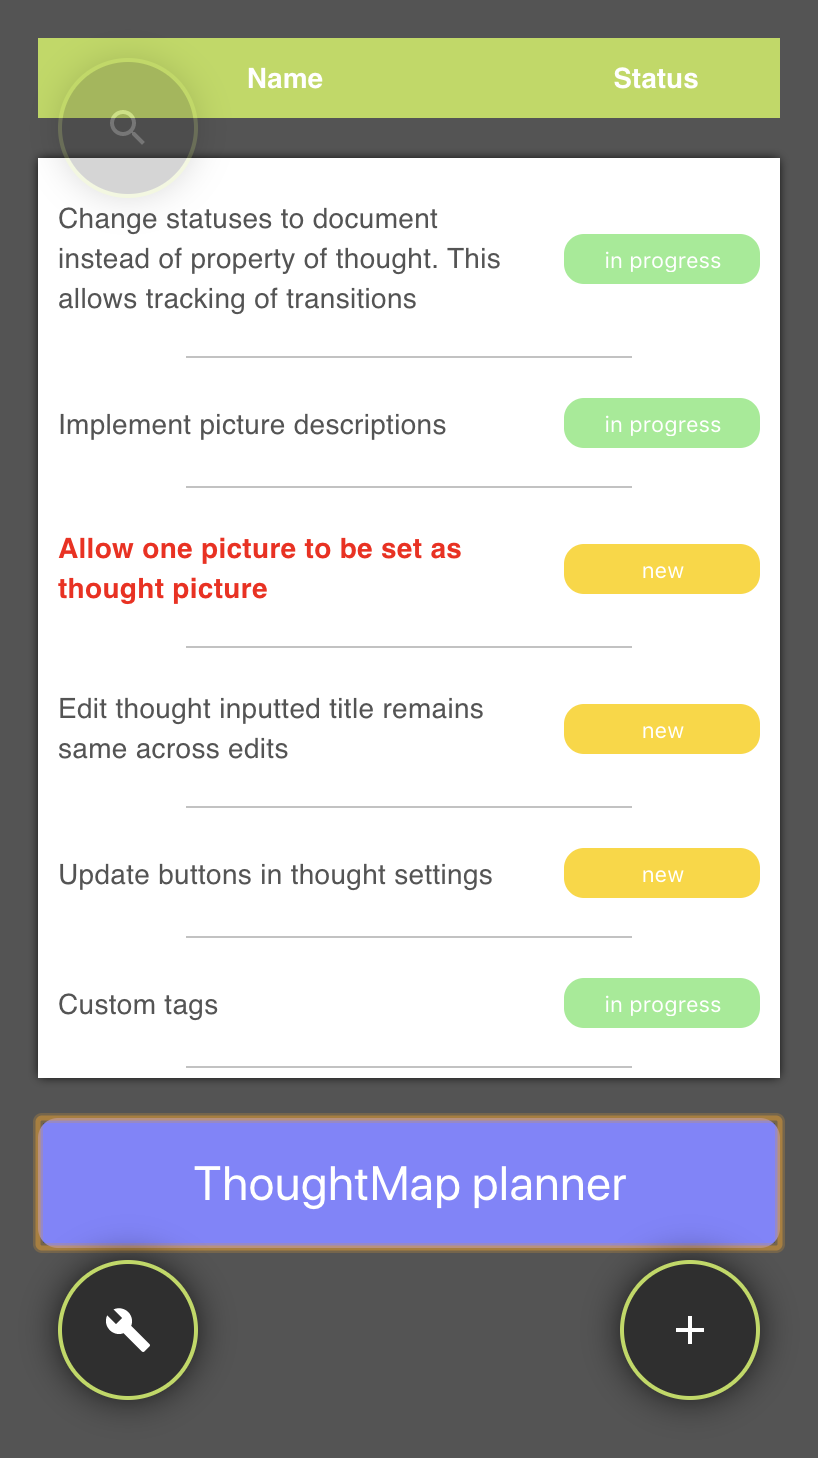 Name Status
Change statuses to document
instead of property of thought. This
allows tracking of transitions
in progress
Implement picture descriptions
in progress
Allow one picture to be set as
thought picture
new
Edit thought inputted title remains
same across edits
new
Update buttons in thought settings
new
Custom tags
in progress
ThoughtMap planner